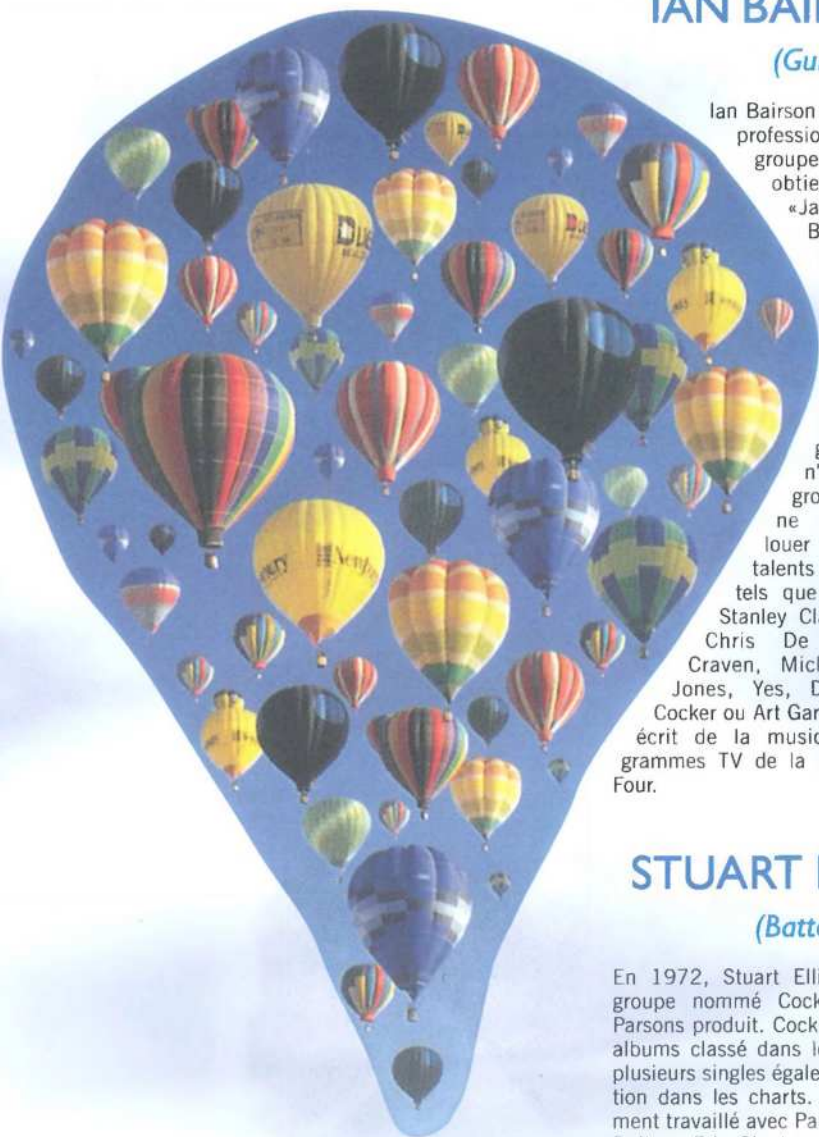 IAN BAI
(Gui
Ian Bairson
professio
groupe
obtie
«Ja
B
g
n'
gro
ne
louer
talents
tels que
Stanley Cl
Chris De
Craven, Mic
Jones, Yes, D
Cocker ou Art Gar
écrit de la music
grammes TV de la
Four.
STUART
(Batt
En 1972, Stuart Elli
groupe nommé Cock
Parsons produit. Cock
albums classé dans l
plusieurs singles égale
tion dans les charts.
ment travaillé avec Pa